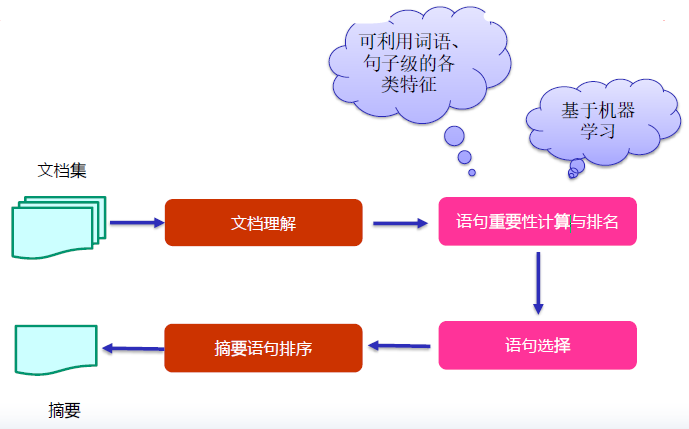 可利用词语、
句子级的各
类特征
基于机器
学习
文档集
文档理解
语句重要性计算与排名
摘要语句排序
语句选择
摘要